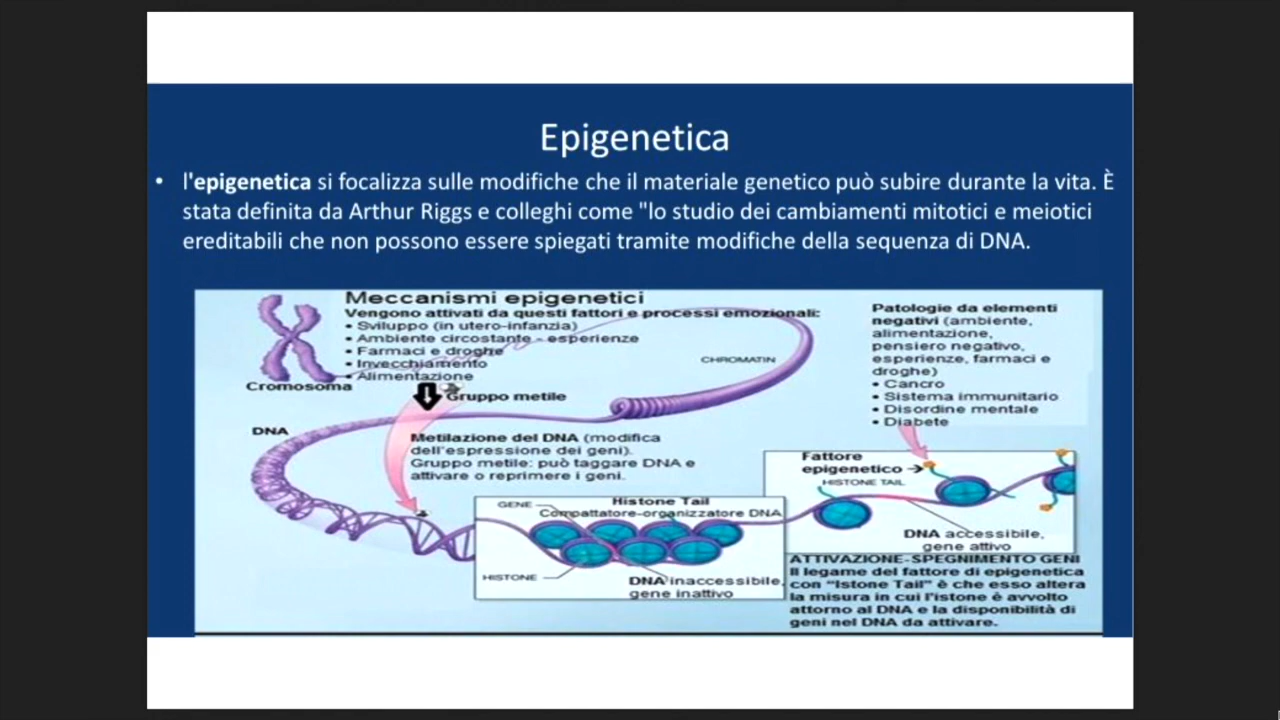 Epigenetica
• l'epigenetica si focalizza sulle modifiche che il materiale genetico può subire durante la vita. È
stata definita da Arthur Riggs e colleghi come "lo studio dei cambiamenti mitotici e meiotici
ereditabili che non possono essere spiegati tramite modifiche della sequenza di DNA.
Meccanismi epigenetici
Vengono attivati da questi fattori e processi emozionali:
• Sviluppo (in utero-infanzia)
• Ambiente circostante - esperienze
• Farmaci e droghe
• Invecchiamento
• Alimentazione
Cromosoma
Gruppo metile
CHROMATIN
Patologie da elementi
negativi (ambiente,
alimentazione,
pensiero negativo,
esperienze, farmaci e
droghe)
• Cancro
• Sistema immunitario
• Disordine mentale
• Diabete
DNA
Metilazione del DNA (modifica
dell'espressione dei geni).
Gruppo metile: può taggare DNA e
attivare o reprimere i geni.
Fattore
epigenetico →
HISTONE TAIL
GENE
Histone Tail
Compattatore-organizzatore DNA
HISTONE
DNA inaccessibile,
gene inattivo
DNA accessibile,
gene attivo
ATTIVAZIONE-SPEGNIMENTO GENI
Il legame del fattore di epigenetica
con "Istone Tail" è che esso altera
la misura in cui l'istone è avvolto
attorno al DNA e la disponibilità di
geni nel DNA da attivare.